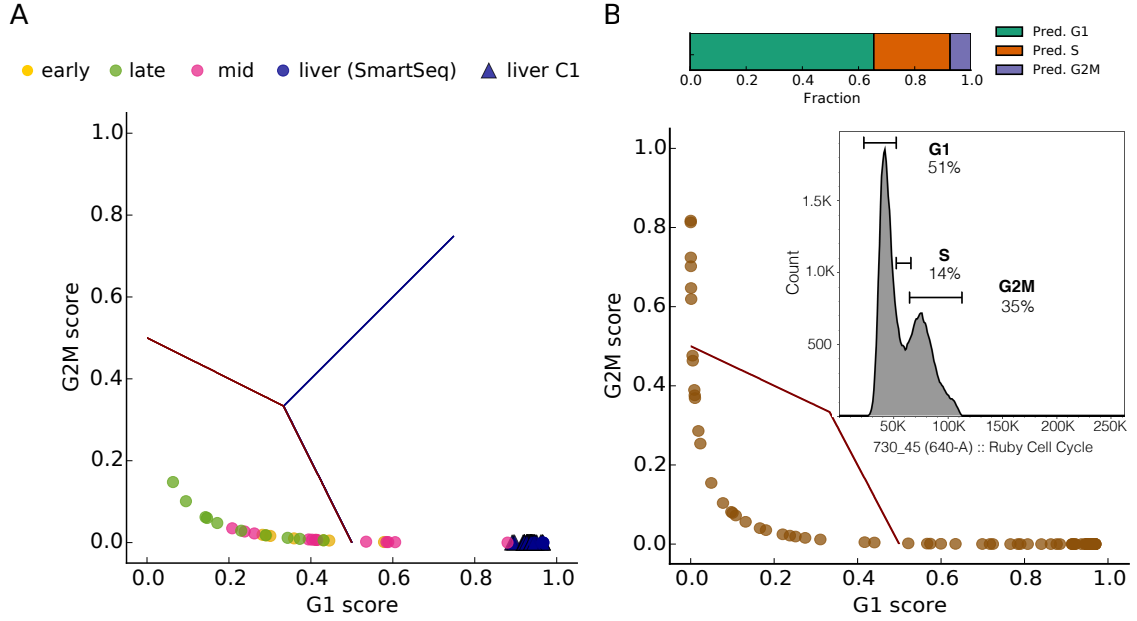 A
early
late
mid
liver (SmartSeq)
liver C1
1.0
0.8
0.6
0.4
0.2
0.0
G2M score
0.0
0.2
0.4
0.6
0.8
1.0
G1 score
B
Pred. G1
Pred. S
Pred. G2M
0.0
0.2
0.4
0.6
0.8
1.0
Fraction
1.0
0.8
0.6
0.4
0.2
0.0
G2M score
0.0
0.2
0.4
0.6
0.8
1.0
G1 score
G1
51%
S
14%
G2M
35%
1.5K
1.0K
500
0
Count
50K
100K
150K
200K
250K
730_45 (640-A) :: Ruby Cell Cycle